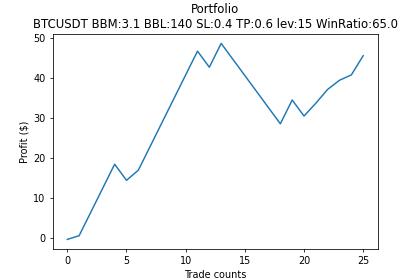 Portfolio
BTCUSDT BBM:3.1 BBL:140 SL:0.4 TP:0.6 lev:15 WinRatio:65.0
50
40
30
20
10
0
Profit ($)
0 5 10 15 20 25
Trade counts